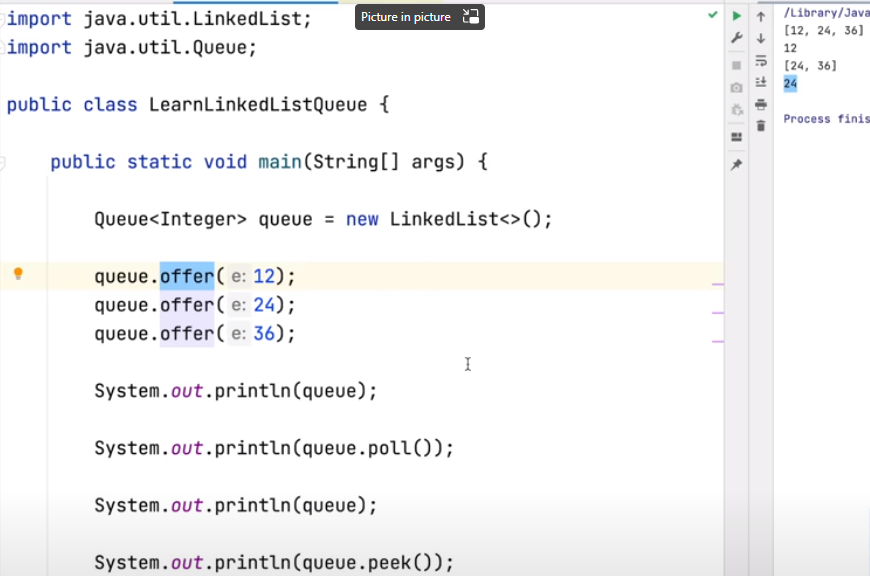 Picture in picture
import java.util.LinkedList;
import java.util.Queue;
public class LearnLinkedListQueue {
public static void main(String[] args) {
Queue<Integer> queue = new LinkedList<>();
queue.offer( e: 12);
queue.offer( e: 24);
queue.offer( e: 36);
System.out.println(queue);
System.out.println(queue.poll());
System.out.println(queue);
System.out.println(queue.peek());
/Library/Java
[12, 24, 36]
12
[24, 36]
24
Process finis